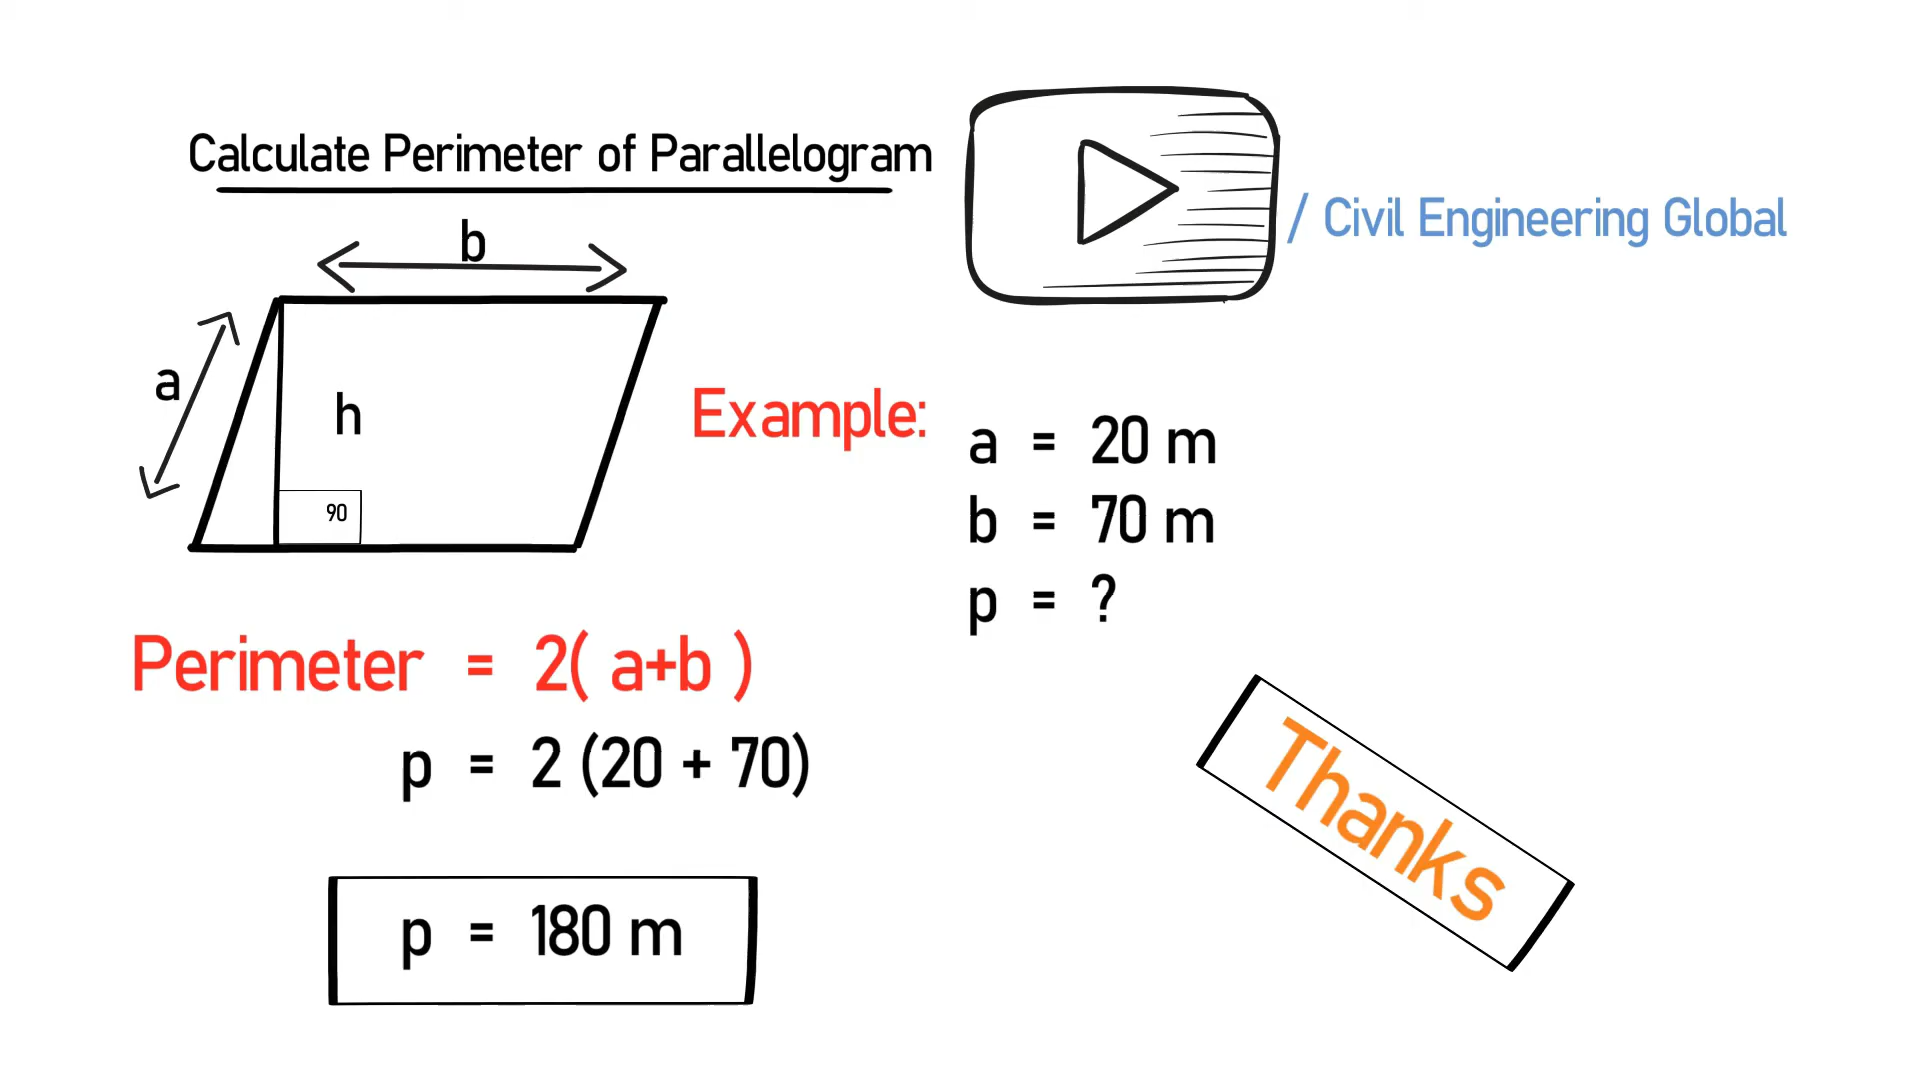 Calculate Perimeter of Parallelogram
/ Civil Engineering Global
b
a
h
90
Example:
a = 20 m
b = 70 m
p = ?
Perimeter = 2( a+b )
p = 2 (20 + 70)
p = 180 m
Thanks